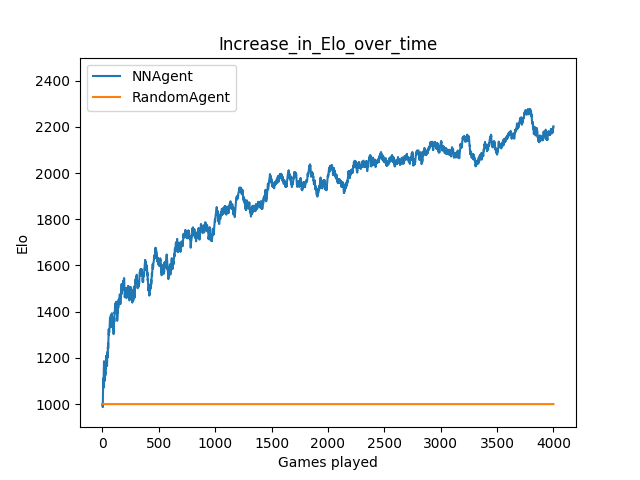 Increase_in_Elo_over_time
NNAgent
RandomAgent
2400
2200
2000
1800
1600
1400
1200
1000
Elo
0 500 1000 1500 2000 2500 3000 3500 4000
Games played